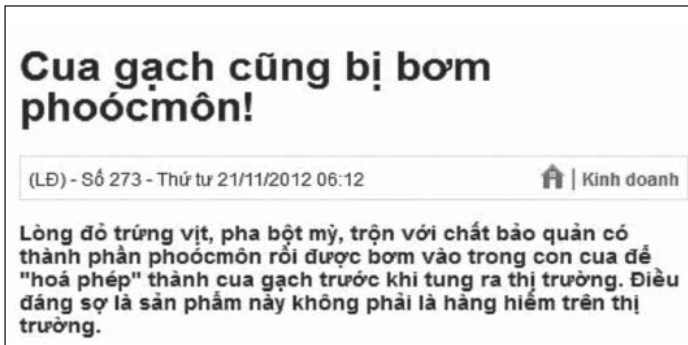 Cua gạch cũng bị bơm
phoócmôn!
(LĐ) - Số 273 - Thứ tư 21/11/2012 06:12 | Kinh doanh
Lòng đỏ trứng vịt, pha bột mỳ, trộn với chất bảo quản có
thành phần phoócmôn rồi được bơm vào trong con cua để
"hoá phép" thành cua gạch trước khi tung ra thị trường. Điều
đáng sợ là sản phẩm này không phải là hàng hiếm trên thị
trường.